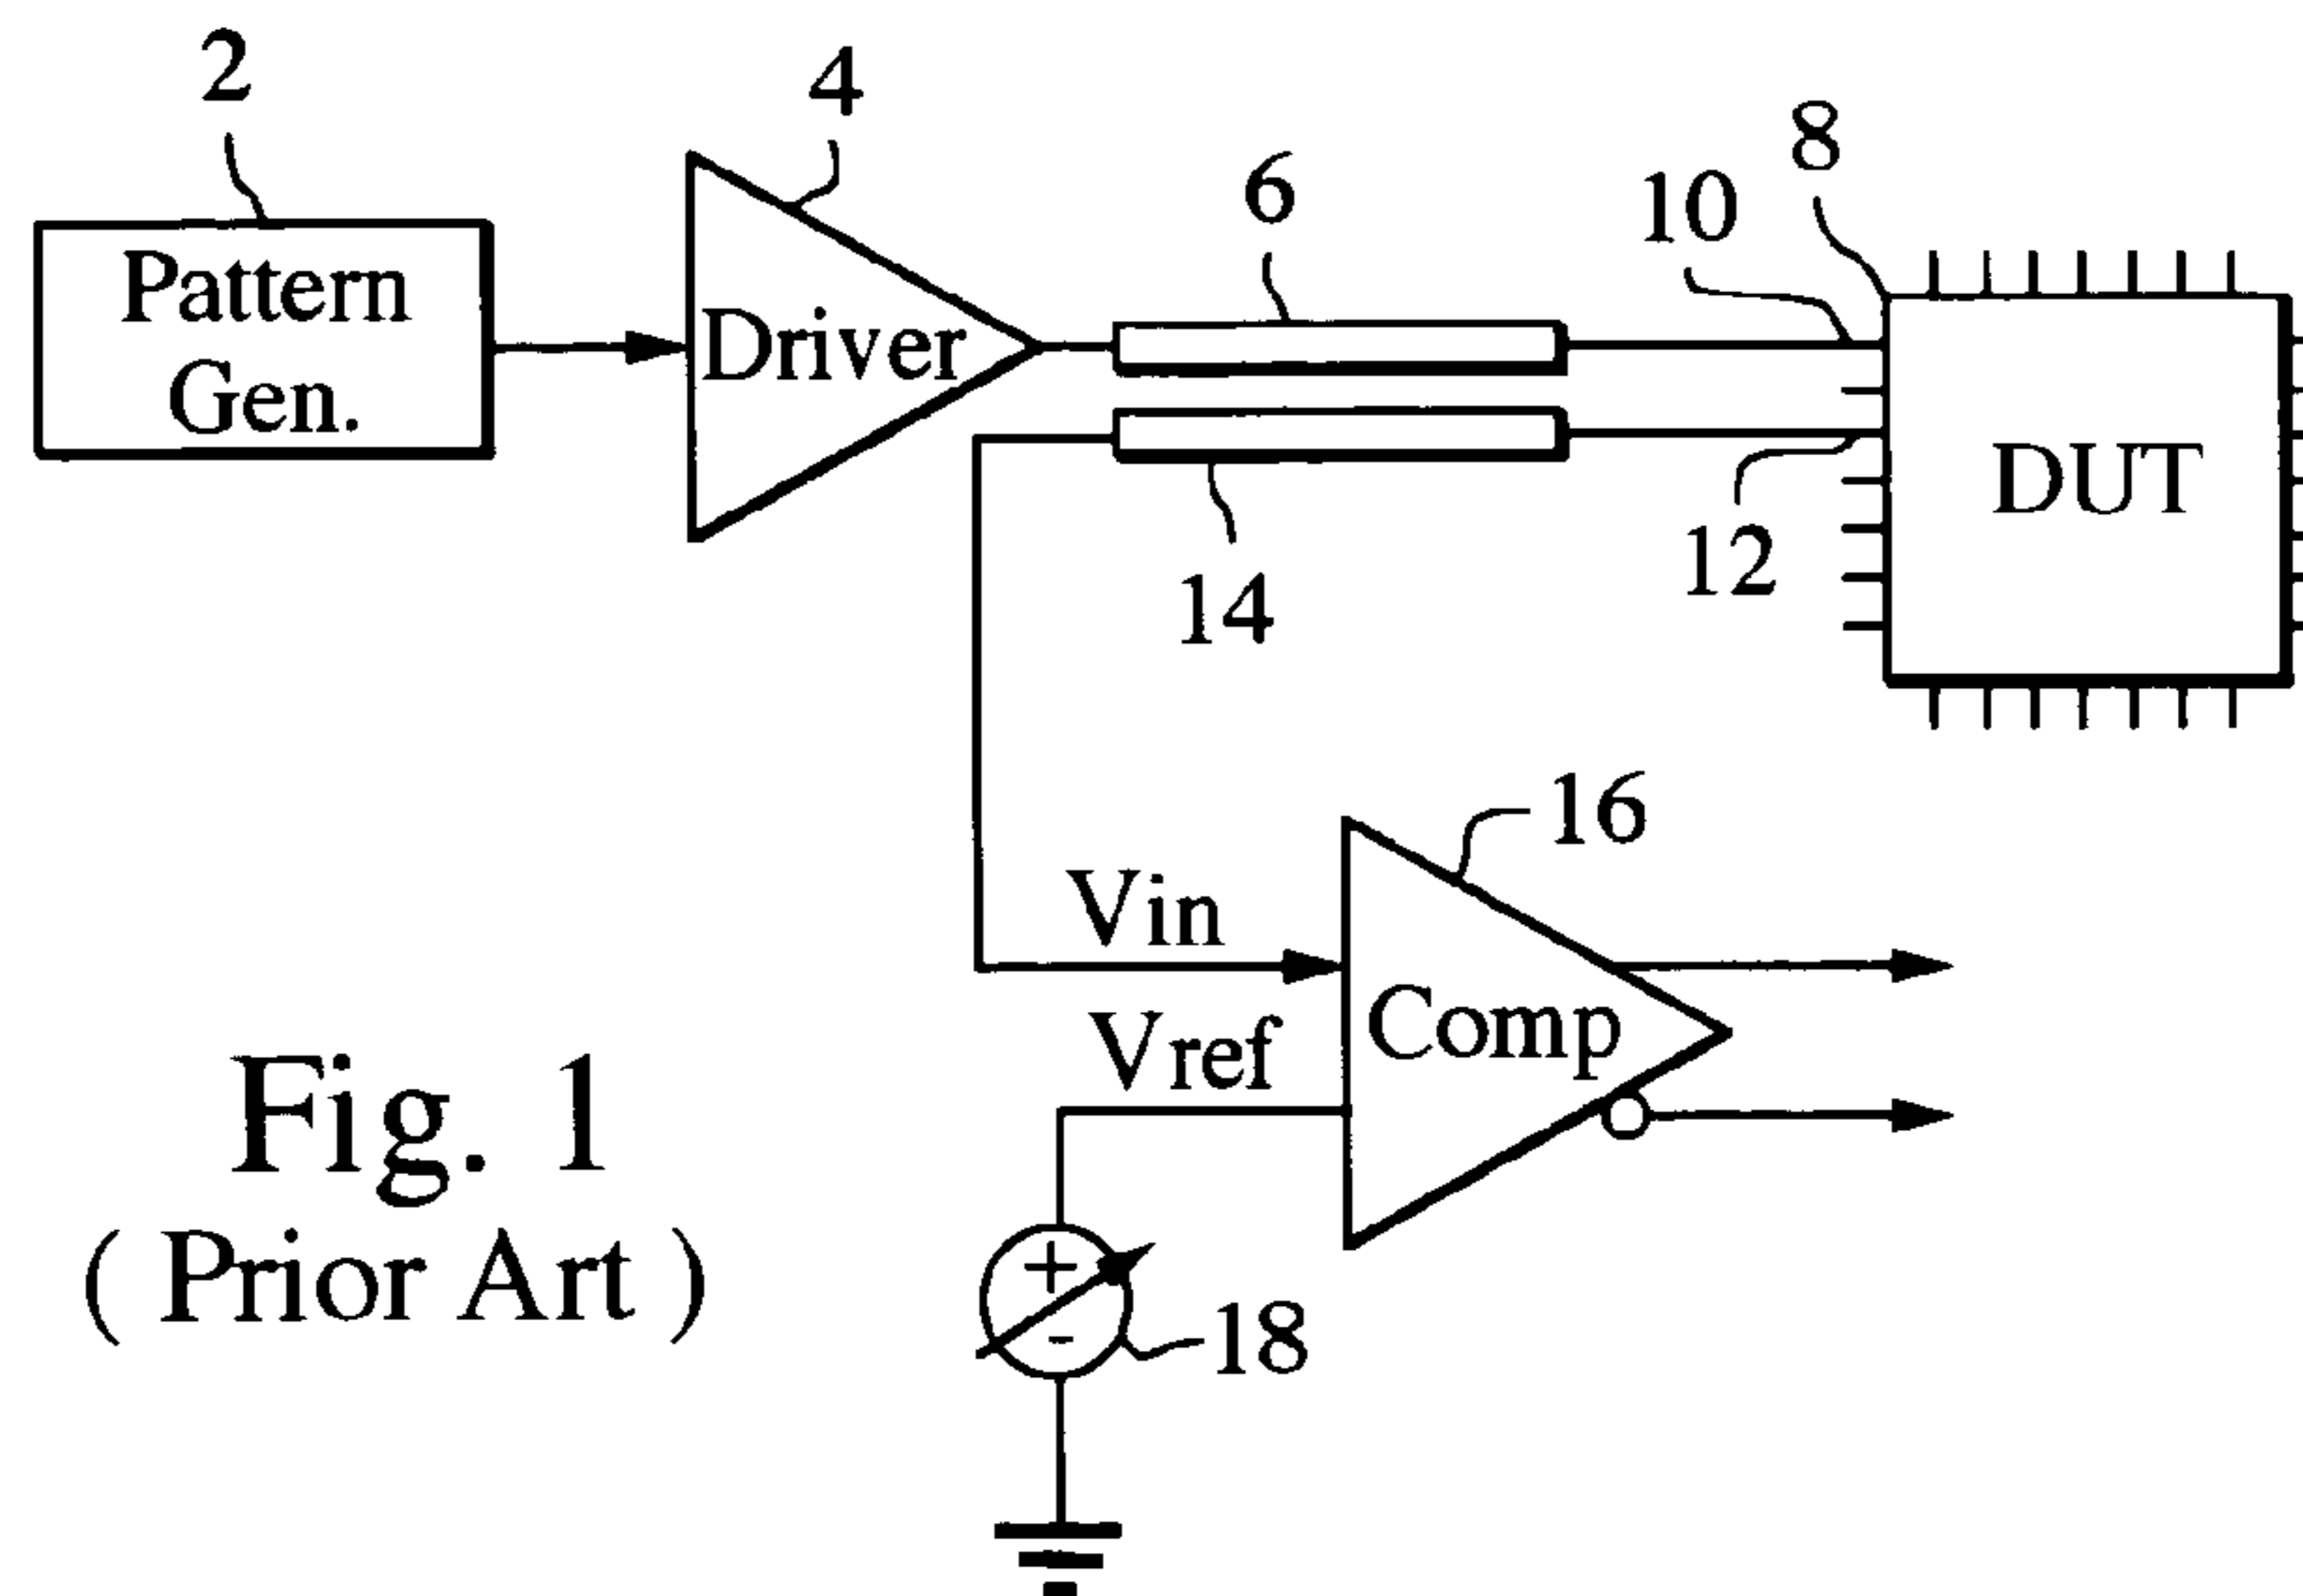 2
4
6
8
10
Pattern
Gen.
Driver
DUT
12
14
16
Vin
Comp
Vref
+
-
18
Fig. 1
( Prior Art )